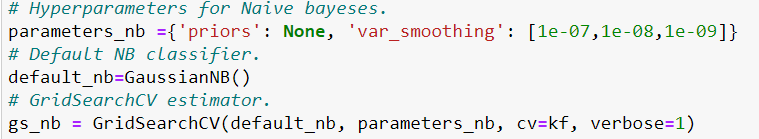 # Hyperparameters for Naive bayeses.
parameters_nb ={'priors': None, 'var_smoothing': [1e-07,1e-08,1e-09]}
# Default NB classifier.
default_nb=GaussianNB()
# GridSearchCV estimator.
gs_nb = GridSearchCV(default_nb, parameters_nb, cv=kf, verbose=1)